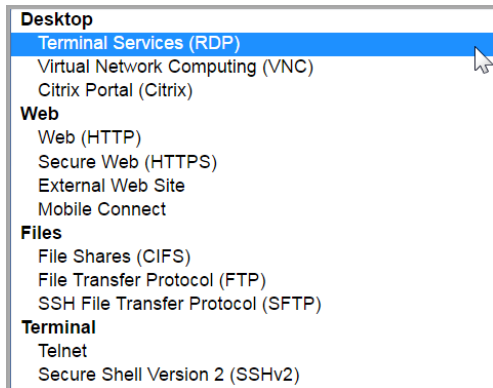 Desktop
Terminal Services (RDP)
Virtual Network Computing (VNC)
Citrix Portal (Citrix)
Web
Web (HTTP)
Secure Web (HTTPS)
External Web Site
Mobile Connect
Files
File Shares (CIFS)
File Transfer Protocol (FTP)
SSH File Transfer Protocol (SFTP)
Terminal
Telnet
Secure Shell Version 2 (SSHv2)